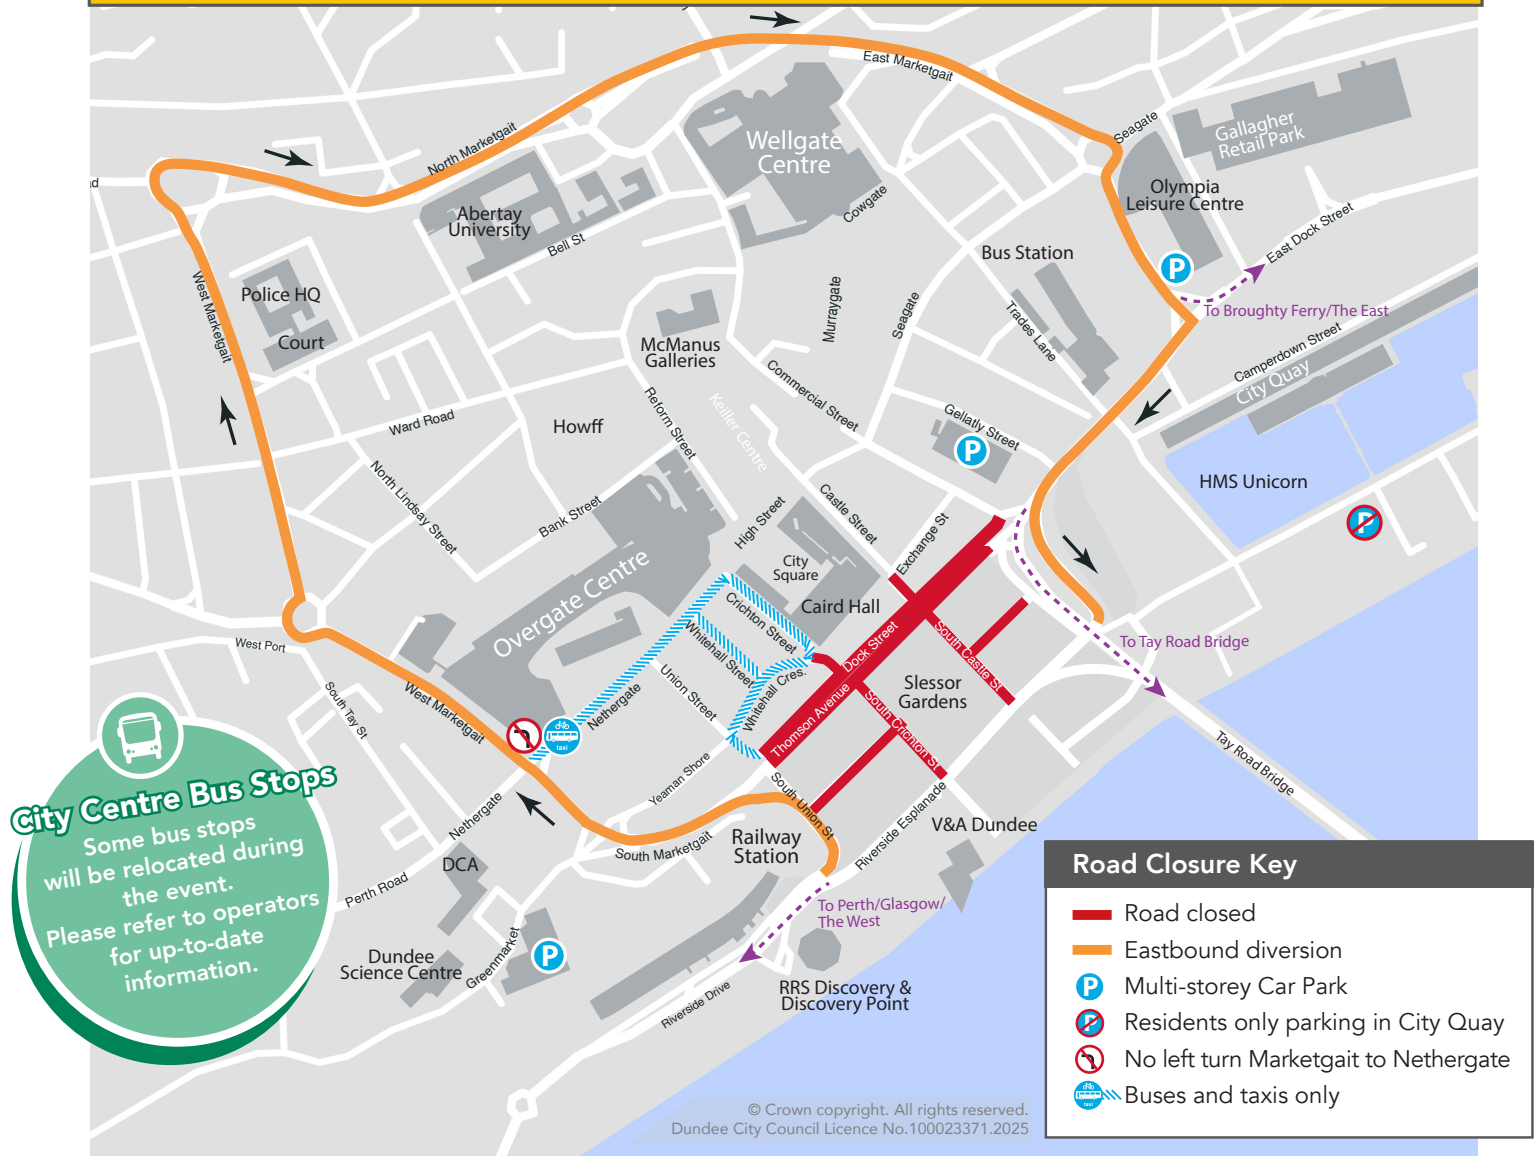 East Marketgait
Seagate
Gallagher
Retail Park
Wellgate
Centre
North Marketgait
Olympia
Leisure Centre
Abertay
University
Cowgate
Bell St
East Dock Street
Bus Station
P
West Marketgait
Police HQ
Court
Murraygate
Seagate
Trades Lane
To Broughty Ferry/The East
Camperdown Street
City Quay
McManus
Galleries
Commercial Street
Reform Street
Keiller Centre
Ward Road
Howff
Gellatly Street
P
HMS Unicorn
North Lindsay Street
Bank Street
High Street
Castle Street
Exchange St
P
City
Square
Overgate Centre
Crichton Street
Caird Hall
Whitehall Street
Dock Street
South Castle St
To Tay Road Bridge
West Port
Union Street
Whitehall Cres.
Slessor
Gardens
South Tay St
West Marketgait
Nethergate
Thomson Avenue
South Crichton St
taxi
Tay Road Bridge
Yeaman Shore
South Union St
City Centre Bus Stops
Some bus stops
will be relocated during
the event.
Please refer to operators
for up-to-date
information.
Nethergate
Riverside Esplanade
V&A Dundee
South Marketgait
Railway
Station
DCA
Perth Road
To Perth/Glasgow/
The West
Dundee
Science Centre
Greenmarket
P
Riverside Drive
RRS Discovery &
Discovery Point
Road Closure Key
Road closed
Eastbound diversion
P Multi-storey Car Park
P Residents only parking in City Quay
No left turn Marketgait to Nethergate
taxi Buses and taxis only
© Crown copyright. All rights reserved.
Dundee City Council Licence No.100023371.2025